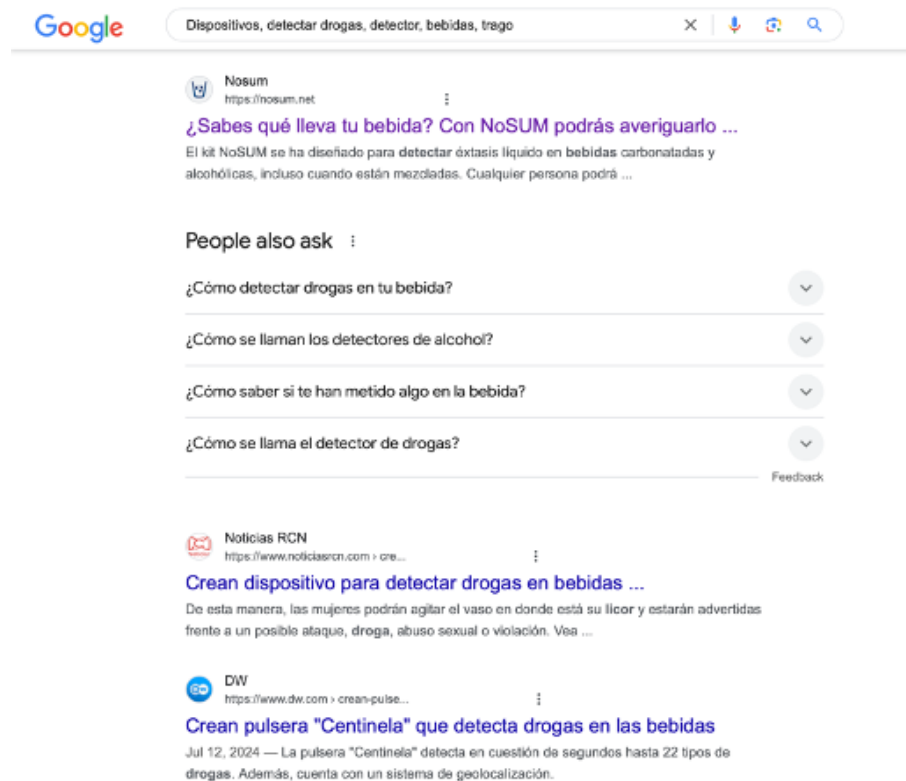 Google
Dispositivos, detectar drogas, detector, bebidas, trago
Nosum
https://nosum.net
¿Sabes qué lleva tu bebida? Con NoSUM podrás averiguarlo ...
El kit NoSUM se ha diseñado para detectar éxtasis líquido en bebidas carbonatadas y
alcohólicas, incluso cuando están mezcladas. Cualquier persona podrá ...
People also ask
¿Cómo detectar drogas en tu bebida?
¿Cómo se llaman los detectores de alcohol?
¿Cómo saber si te han metido algo en la bebida?
¿Cómo se llama el detector de drogas?
Feedback
Noticias RCN
https://www.noticiasrcn.com › cre...
Crean dispositivo para detectar drogas en bebidas ...
De esta manera, las mujeres podrán agitar el vaso en donde está su licor y estarán advertidas
frente a un posible ataque, droga, abuso sexual o violación. Vea ...
DW
https://www.dw.com › crean-pulse...
Crean pulsera "Centinela" que detecta drogas en las bebidas
Jul 12, 2024 — La pulsera "Centinela" detecta en cuestión de segundos hasta 22 tipos de
drogas. Además, cuenta con un sistema de geolocalización.